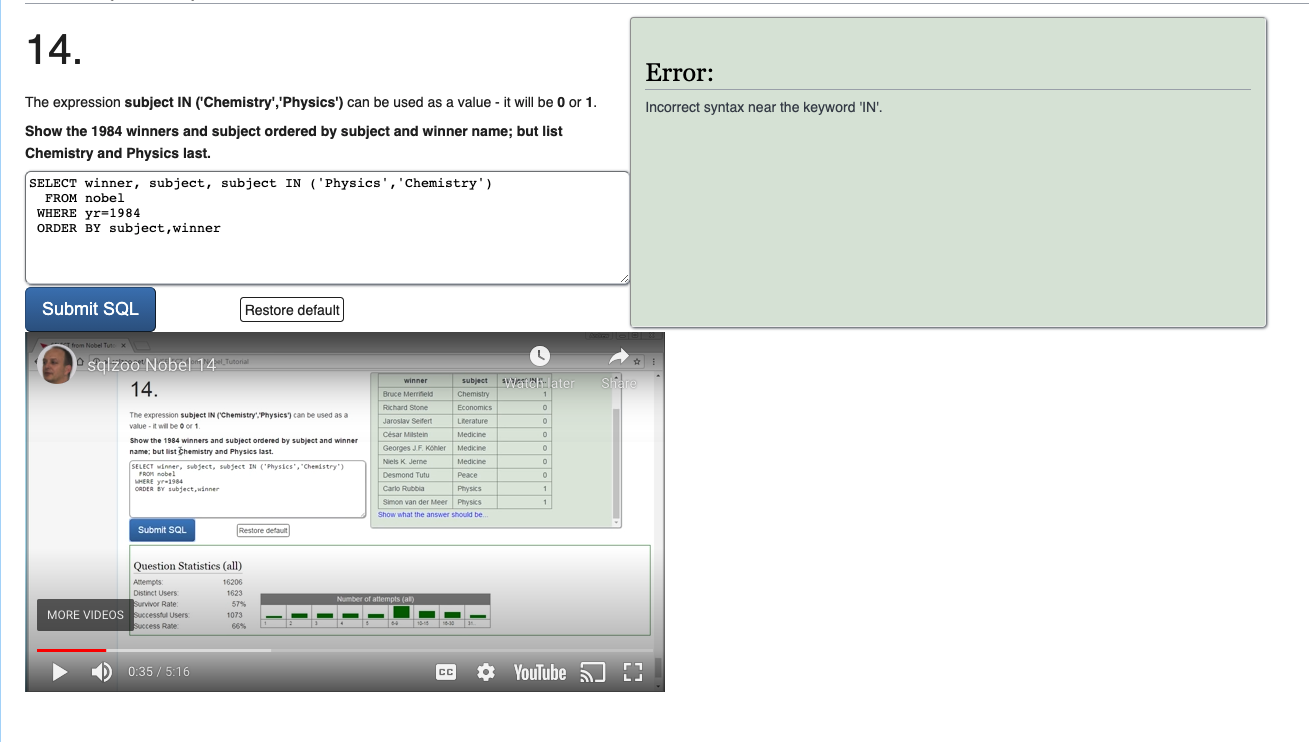 14.
The expression subject IN ('Chemistry','Physics') can be used as a value - it will be 0 or 1.
Show the 1984 winners and subject ordered by subject and winner name; but list
Chemistry and Physics last.
SELECT winner, subject, subject IN ('Physics','Chemistry')
FROM nobel
WHERE yr=1984
ORDER BY subject,winner
Submit SQL
Restore default
Error:
Incorrect syntax near the keyword 'IN'.
sqlzoo Nobel 14
Watch later
Share
14.
The expression subject IN ('Chemistry','Physics') can be used as a
value - it will be 0 or 1.
Show the 1984 winners and subject ordered by subject and winner
name; but list Chemistry and Physics last.
SELECT winner, subject, subject IN ('Physics','Chemistry')
FROM nobel
WHERE yr=1984
ORDER BY subject,winner
Submit SQL
Restore default
winner subject
Bruce Merrifield Chemistry 1
Richard Stone Economics 0
Jaroslav Seifert Literature 0
César Milstein Medicine 0
Georges J.F. Köhler Medicine 0
Niels K. Jerne Medicine 0
Desmond Tutu Peace 0
Carlo Rubbia Physics 1
Simon van der Meer Physics 1
Show what the answer should be...
Question Statistics (all)
Attempts: 16206
Distinct Users: 1623
Survivor Rate: 57%
Successful Users: 1073
Success Rate: 66%
Number of attempts (all)
1 2 3 4 5
MORE VIDEOS
0:35 / 5:16
CC
YouTube